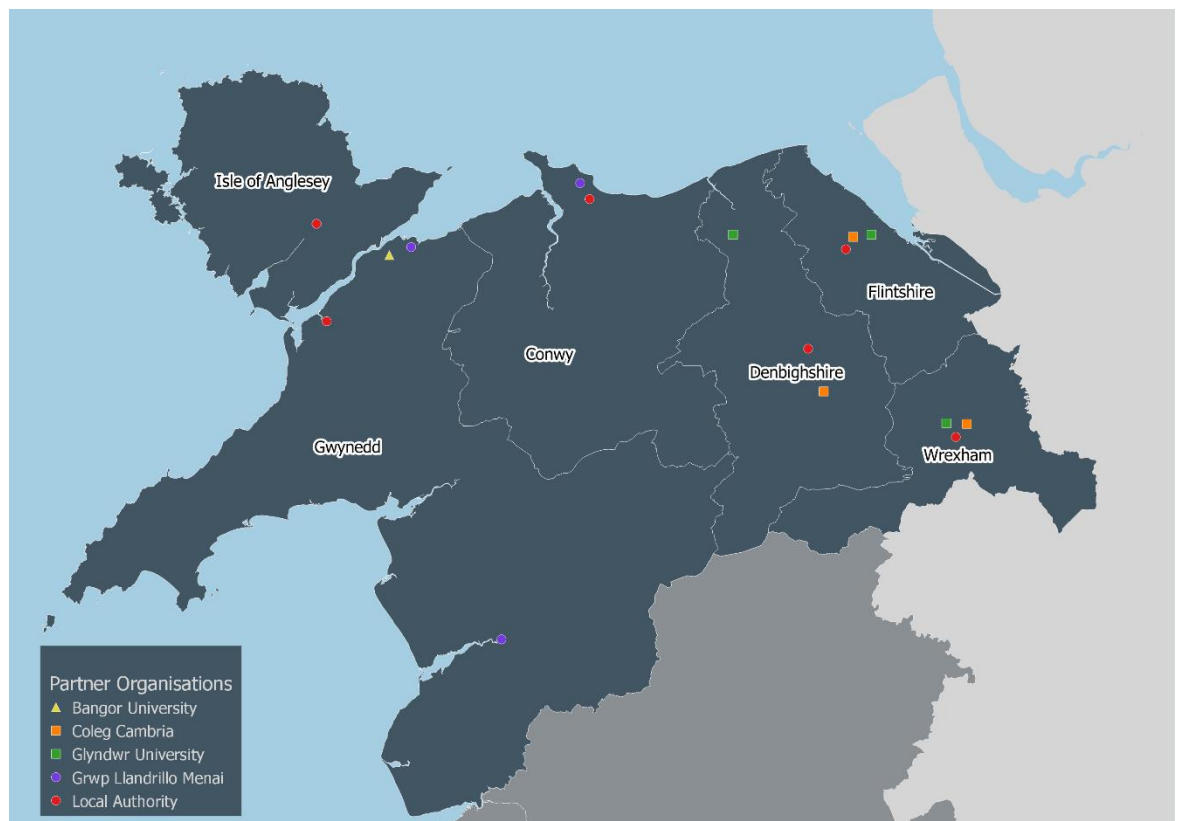 Isle of Anglesey
Flintshire
Conwy
Denbighshire
Gwynedd
Wrexham
Partner Organisations
Bangor University
Coleg Cambria
Glyndwr University
Grwp Llandrillo Menai
Local Authority